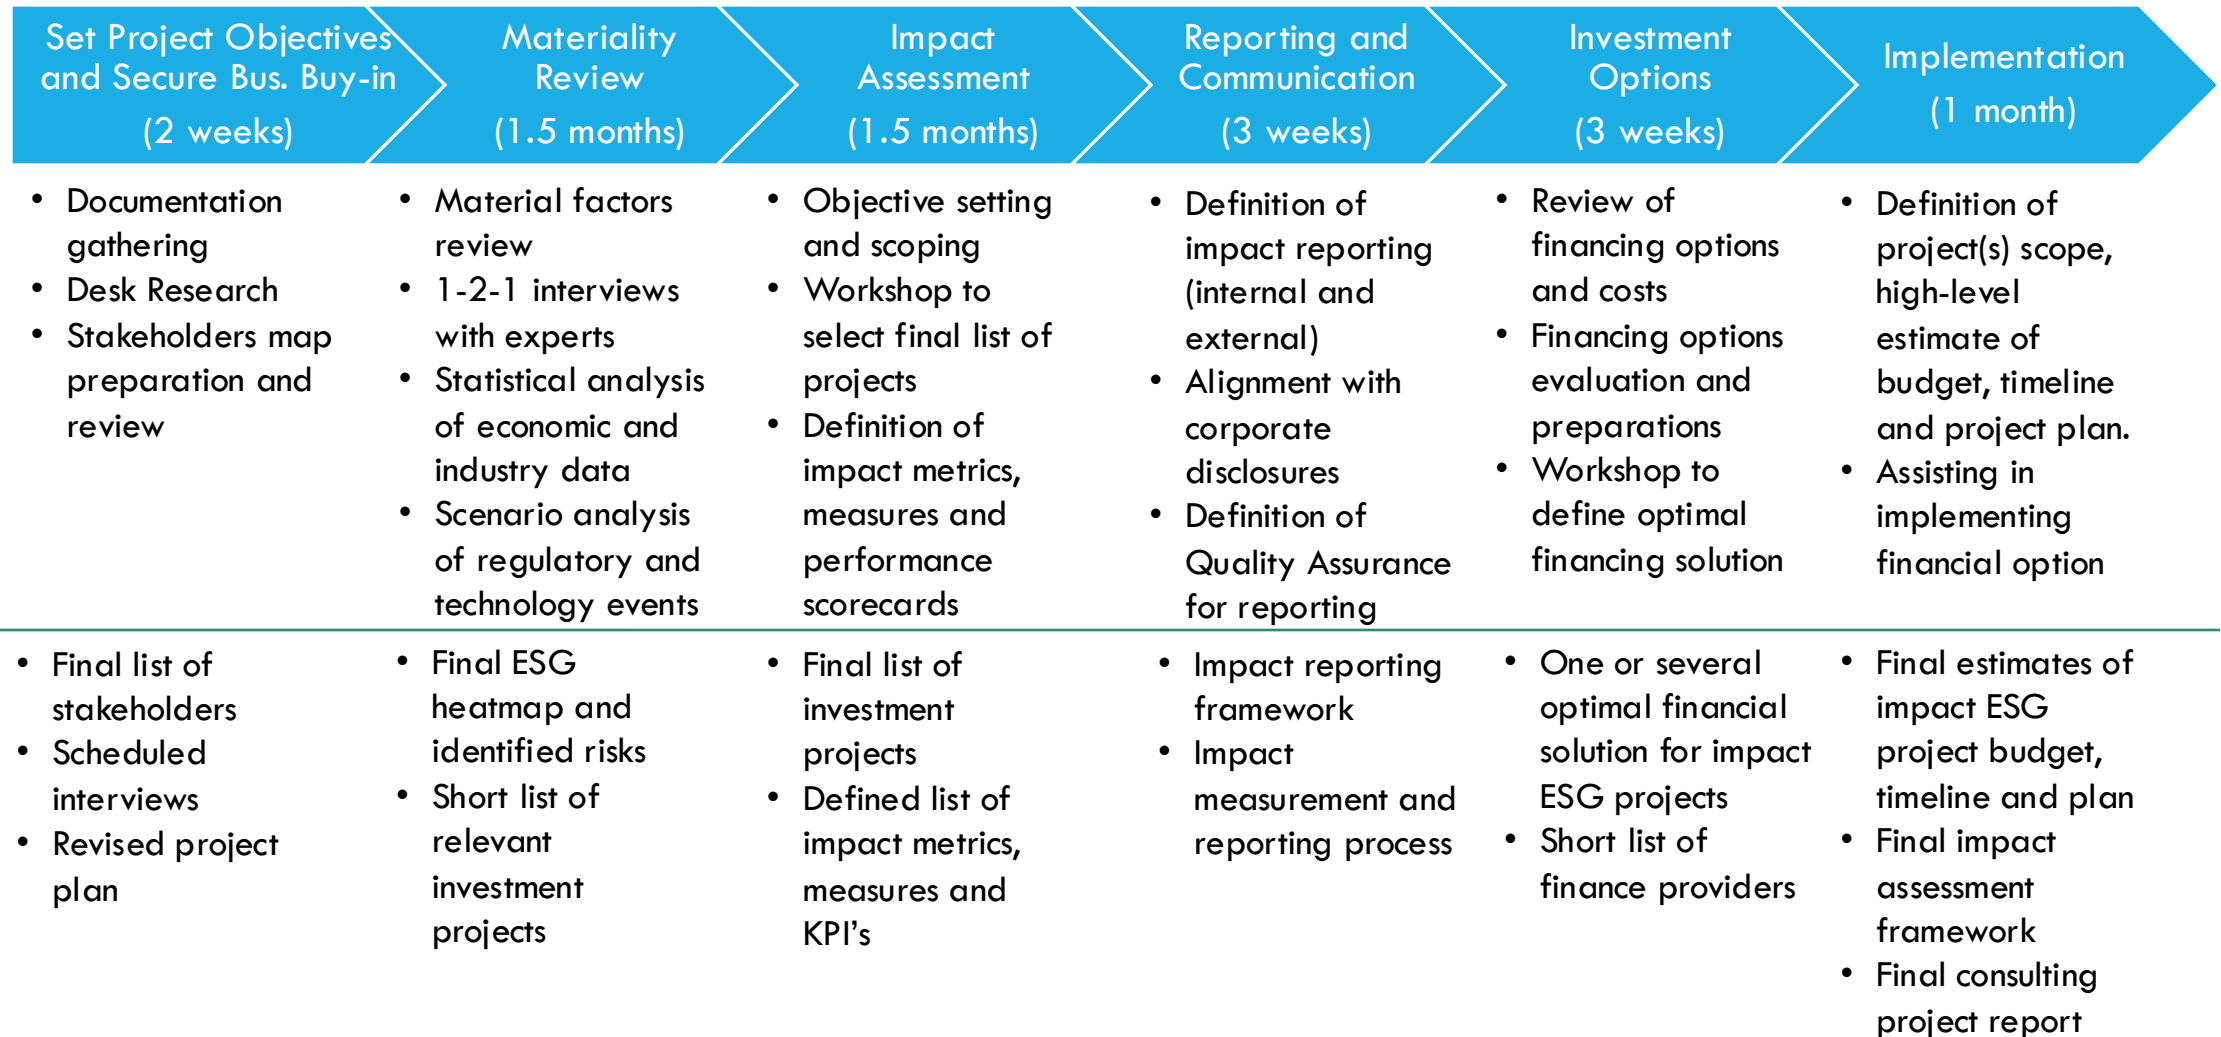 Set Project Objectives
and Secure Bus. Buy-in
(2 weeks)
Materiality
Review
(1.5 months)
Impact
Assessment
(1.5 months)
Reporting and
Communication
(3 weeks)
Investment
Options
(3 weeks)
Implementation
(1 month)
• Documentation
gathering
• Desk Research
• Stakeholders map
preparation and
review
• Material factors
review
• 1-2-1 interviews
with experts
• Statistical analysis
of economic and
industry data
• Scenario analysis
of regulatory and
technology events
• Objective setting
and scoping
• Workshop to
select final list of
projects
• Definition of
impact metrics,
measures and
performance
scorecards
• Definition of
impact reporting
(internal and
external)
• Alignment with
corporate
disclosures
• Definition of
Quality Assurance
for reporting
• Review of
financing options
and costs
• Financing options
evaluation and
preparations
• Workshop to
define optimal
financing solution
• Definition of
project(s) scope,
high-level
estimate of
budget, timeline
and project plan.
• Assisting in
implementing
financial option
• Final list of
stakeholders
• Scheduled
interviews
• Revised project
plan
• Final ESG
heatmap and
identified risks
• Short list of
relevant
investment
projects
• Final list of
investment
projects
• Defined list of
impact metrics,
measures and
KPI’s
• Impact reporting
framework
• Impact
measurement and
reporting process
• One or several
optimal financial
solution for impact
ESG projects
• Short list of
finance providers
• Final estimates of
impact ESG
project budget,
timeline and plan
• Final impact
assessment
framework
• Final consulting
project report